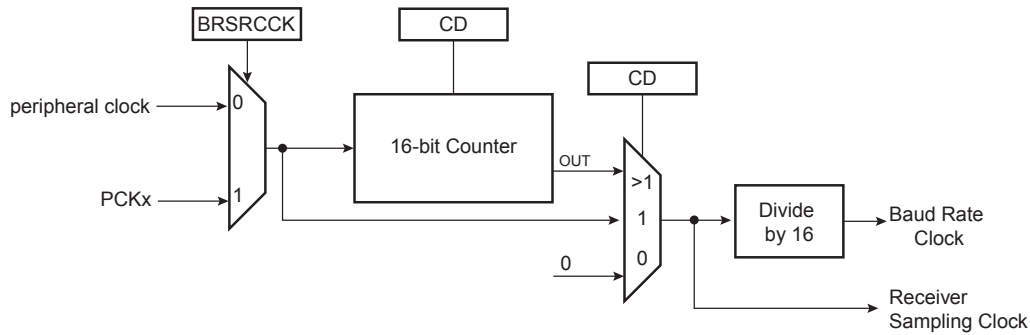 BRSRCCK
CD
CD
peripheral clock
0
16-bit Counter
OUT
>1
PCKx
1
1
Divide
by 16
Baud Rate
Clock
0
0
Receiver
Sampling Clock